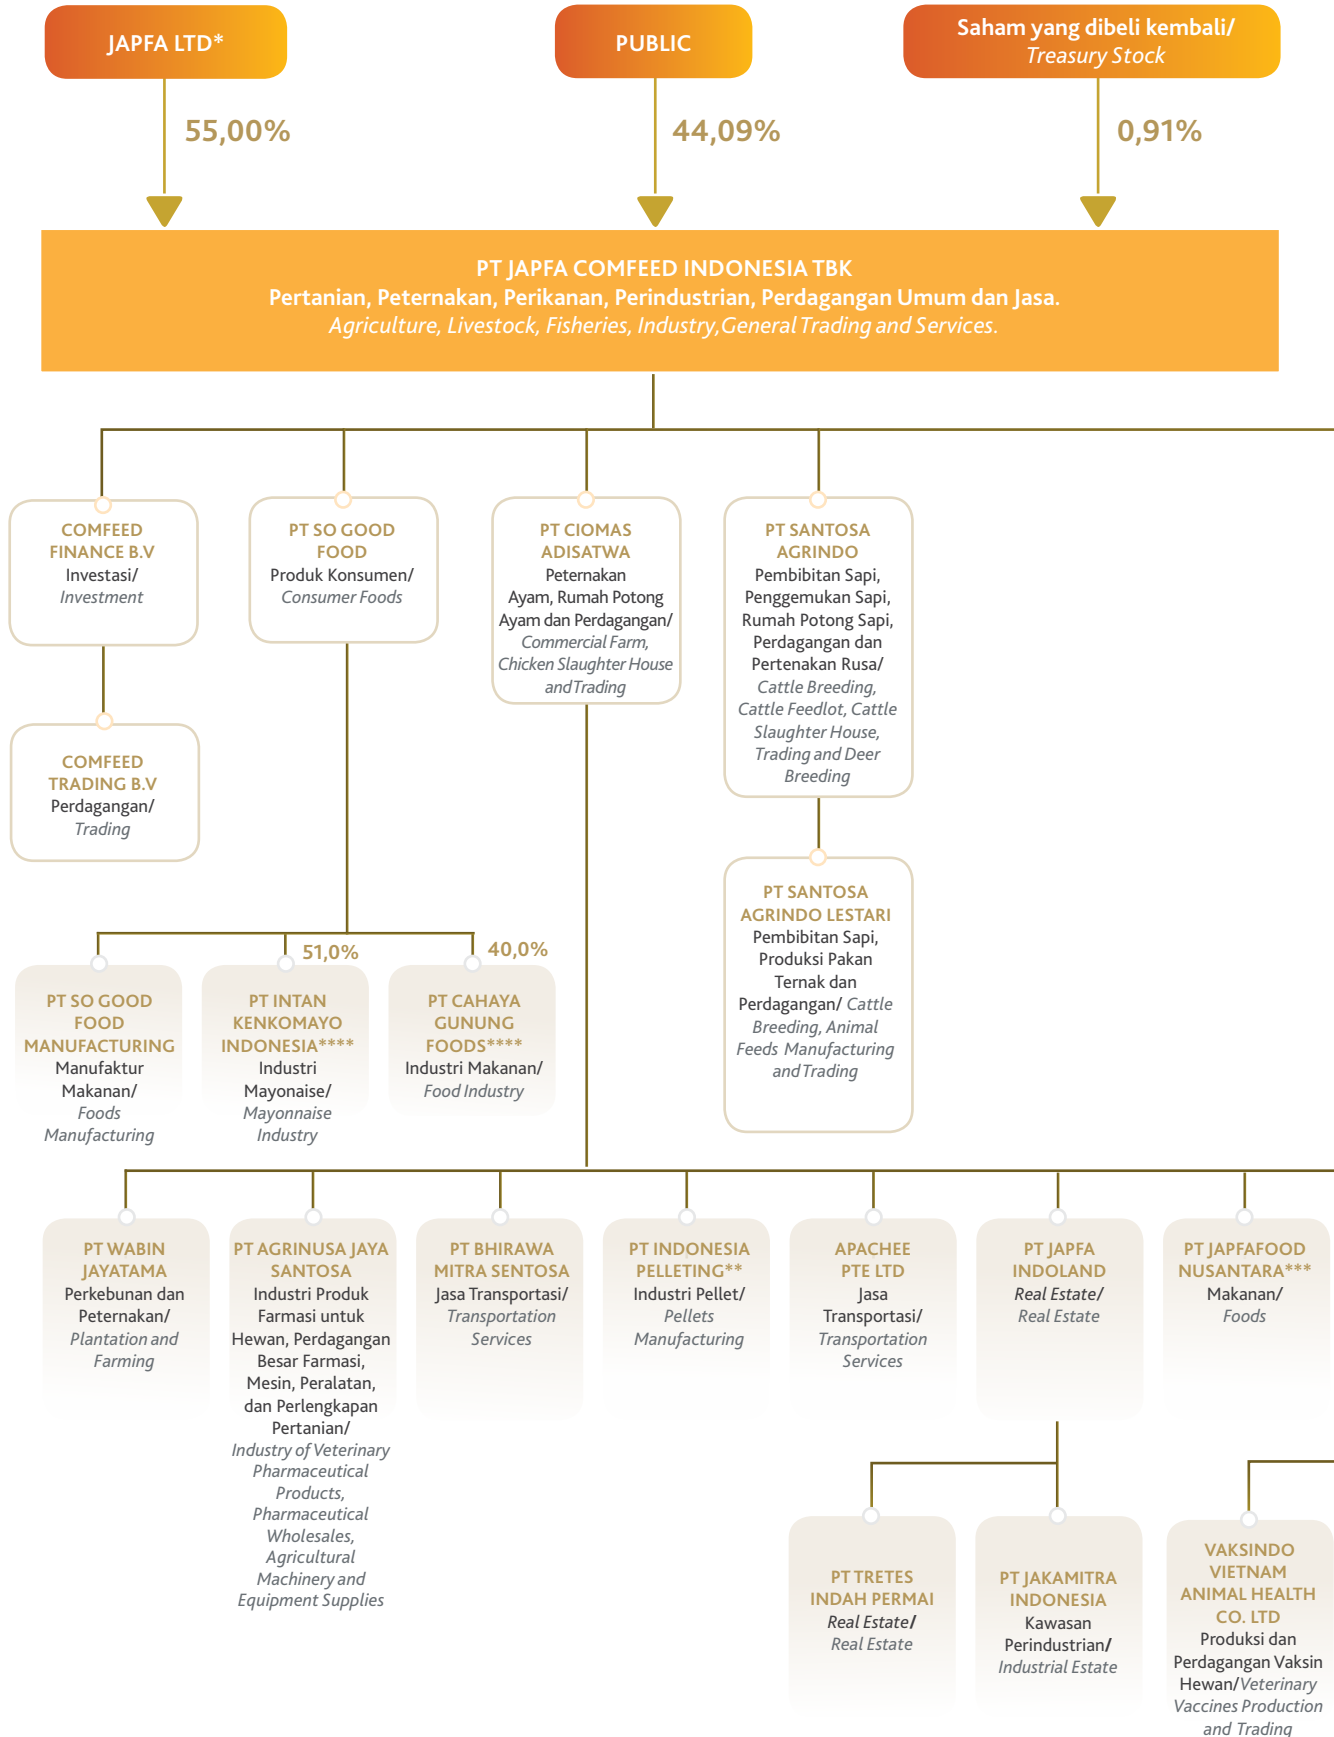 JAPFA LTD*
PUBLIC
Saham yang dibeli kembali/
Treasury Stock
55,00%
44,09%
0,91%
PT JAPFA COMFEED INDONESIA TBK
Pertanian, Peternakan, Perikanan, Perindustrian, Perdagangan Umum dan Jasa.
Agriculture, Livestock, Fisheries, Industry,General Trading and Services.
COMFEED
FINANCE B.V
Investasi/
Investment
PT SO GOOD
FOOD
Produk Konsumen/
Consumer Foods
PT CIOMAS
ADISATWA
Peternakan
Ayam, Rumah Potong
Ayam dan Perdagangan/
Commercial Farm,
Chicken Slaughter House
and Trading
PT SANTOSA
AGRINDO
Pembibitan Sapi,
Penggemukan Sapi,
Rumah Potong Sapi,
Perdagangan dan
Pertenakan Rusa/
Cattle Breeding,
Cattle Feedlot, Cattle
Slaughter House,
Trading and Deer
Breeding
COMFEED
TRADING B.V
Perdagangan/
Trading
PT SANTOSA
AGRINDO LESTARI
Pembibitan Sapi,
Produksi Pakan
Ternak dan
Perdagangan/ Cattle
Breeding, Animal
Feeds Manufacturing
and Trading
51,0%
40,0%
PT SO GOOD
FOOD
MANUFACTURING
Manufaktur
Makanan/
Foods
Manufacturing
PT INTAN
KENKOMAYO
INDONESIA****
Industri
Mayonaise/
Mayonnaise
Industry
PT CAHAYA
GUNUNG
FOODS****
Industri Makanan/
Food Industry
PT WABIN
JAYATAMA
Perkebunan dan
Peternakan/
Plantation and
Farming
PT AGRINUSA JAYA
SANTOSA
Industri Produk
Farmasi untuk
Hewan, Perdagangan
Besar Farmasi,
Mesin, Peralatan,
dan Perlengkapan
Pertanian/
Industry of Veterinary
Pharmaceutical
Products,
Pharmaceutical
Wholesales,
Agricultural
Machinery and
Equipment Supplies
PT BHIRAWA
MITRA SENTOSA
Jasa Transportasi/
Transportation
Services
PT INDONESIA
PELLETING**
Industri Pellet/
Pellets
Manufacturing
APACHEE
PTE LTD
Jasa
Transportasi/
Transportation
Services
PT JAPFA
INDOLAND
Real Estate/
Real Estate
PT JAPFAFOOD
NUSANTARA***
Makanan/
Foods
PT TRETES
INDAH PERMAI
Real Estate/
Real Estate
PT JAKAMITRA
INDONESIA
Kawasan
Perindustrian/
Industrial Estate
VAKSINDO
VIETNAM
ANIMAL HEALTH
CO. LTD
Produksi dan
Perdagangan Vaksin
Hewan/Veterinary
Vaccines Production
and Trading